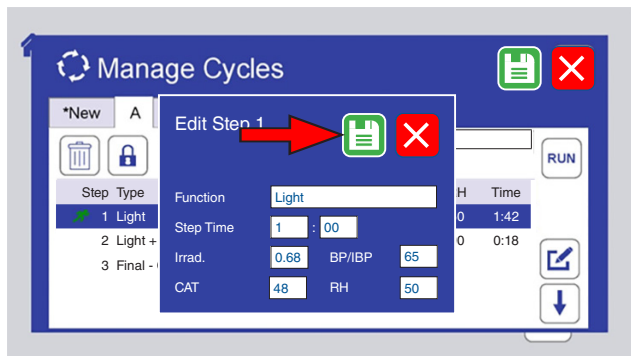 Manage Cycles
*New A
Edit Step 1
RUN
Step Type H Time
1 Light 0 1:42
2 Light + 0 0:18
3 Final -
Function Light
Step Time 1 : 00
Irrad. 0.68 BP/IBP 65
CAT 48 RH 50